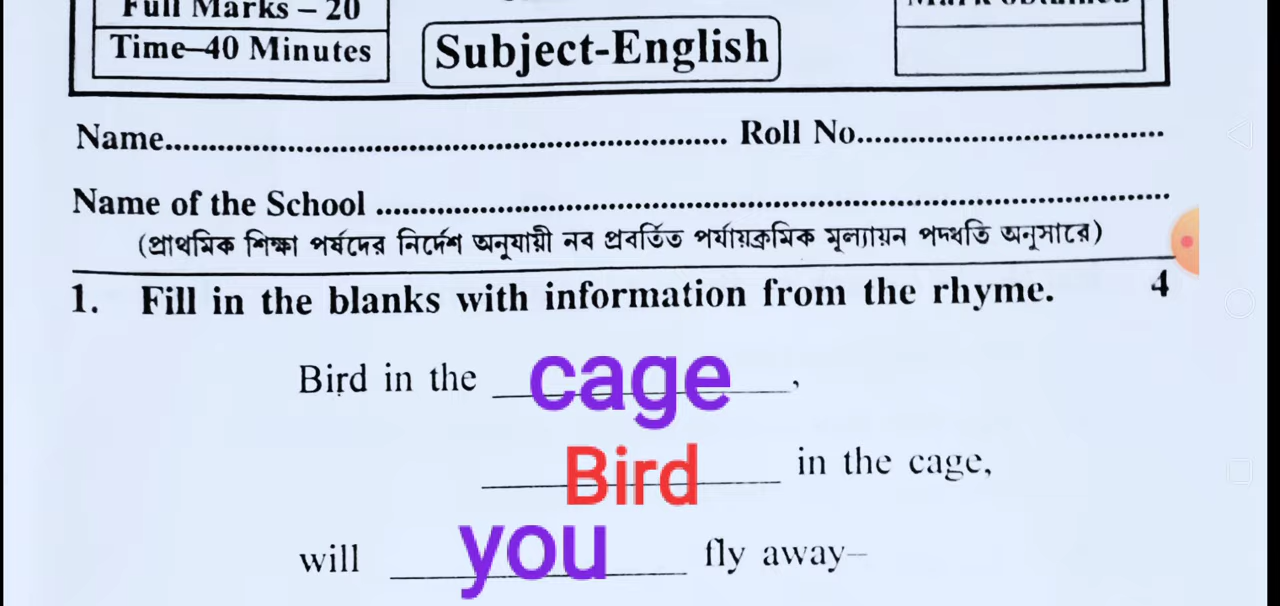 Full Marks – 20
Time–40 Minutes
Subject-English
Mark obtained
Name........................................ Roll No........................
Name of the School ........................................
(প্রাথমিক শিক্ষা পর্ষদের নির্দেশ অনুযায়ী নব প্রবর্তিত পর্যায়ক্রমিক মূল্যায়ন পদ্ধতি অনুসারে)
1. Fill in the blanks with information from the rhyme. 4
Bird in the cage,
Bird in the cage,
will you fly away–